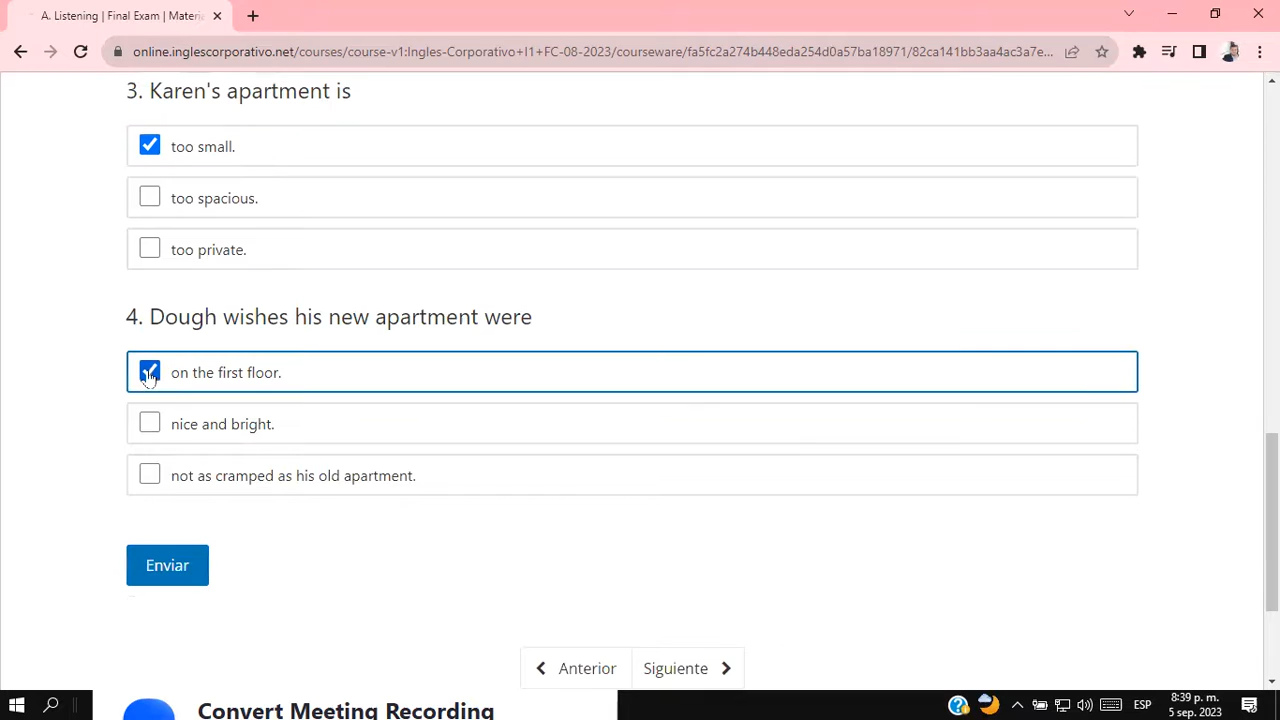 A. Listening | Final Exam | Materia
online.inglescorporativo.net/courses/course-v1:Ingles-Corporativo+I1+FC-08-2023/courseware/fa5fc2a274b448eda254d0a57ba18971/82ca141bb3aa4ac3a7e...
3. Karen's apartment is
too small.
too spacious.
too private.
4. Dough wishes his new apartment were
on the first floor.
nice and bright.
not as cramped as his old apartment.
Enviar
Anterior
Siguiente
Convert Meeting Recording
ESP
8:39 p. m.
5 sep. 2023